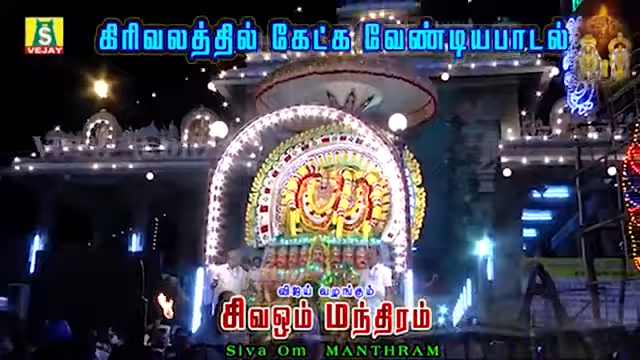 S
VEJAY
கிரிவலத்தில் கேட்க வேண்டியபாடல்
விஜய் வழங்கும்
சிவஓம் மந்திரம்
Siva Om MANTHRAM